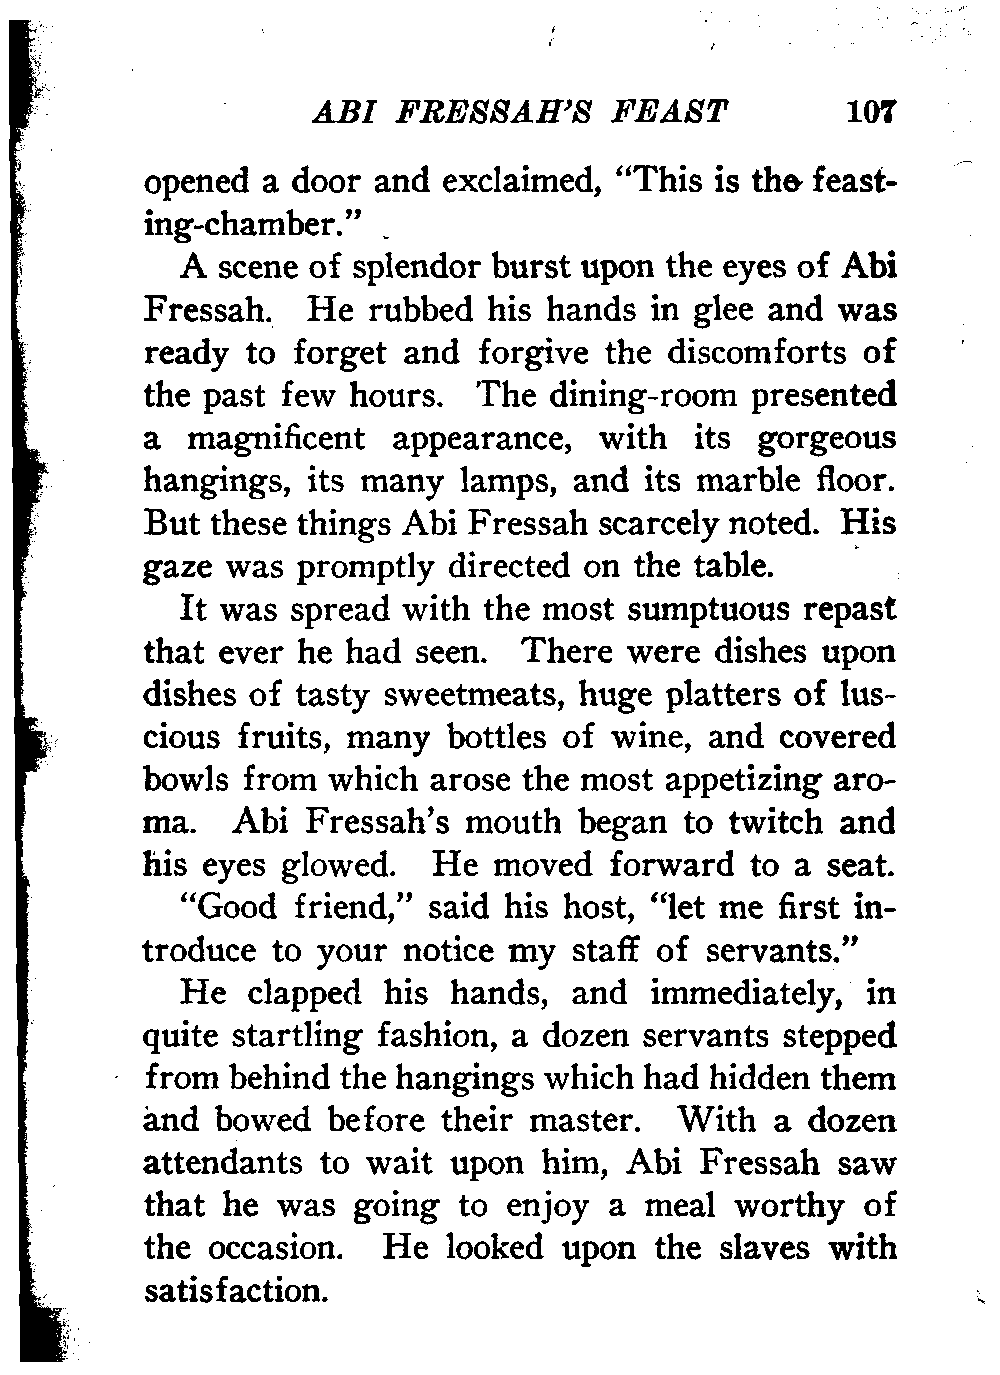 ABI FRESSAH'S FEAST 107
opened a door and exclaimed, "This is the feast-
ing-chamber."
A scene of splendor burst upon the eyes of Abi
Fressah. He rubbed his hands in glee and was
ready to forget and forgive the discomforts of
the past few hours. The dining-room presented
a magnificent appearance, with its gorgeous
hangings, its many lamps, and its marble floor.
But these things Abi Fressah scarcely noted. His
gaze was promptly directed on the table.
It was spread with the most sumptuous repast
that ever he had seen. There were dishes upon
dishes of tasty sweetmeats, huge platters of lus-
cious fruits, many bottles of wine, and covered
bowls from which arose the most appetizing aro-
ma. Abi Fressah's mouth began to twitch and
his eyes glowed. He moved forward to a seat.
"Good friend," said his host, "let me first in-
troduce to your notice my staff of servants."
He clapped his hands, and immediately, in
quite startling fashion, a dozen servants stepped
from behind the hangings which had hidden them
and bowed before their master. With a dozen
attendants to wait upon him, Abi Fressah saw
that he was going to enjoy a meal worthy of
the occasion. He looked upon the slaves with
satisfaction.